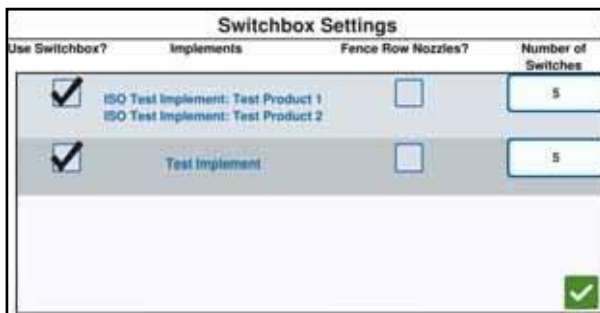 Switchbox Settings
Use Switchbox? Implements Fence Row Nozzles? Number of
Switches
ISO Test Implement: Test Product 1
ISO Test Implement: Test Product 2
5
Test Implement
5